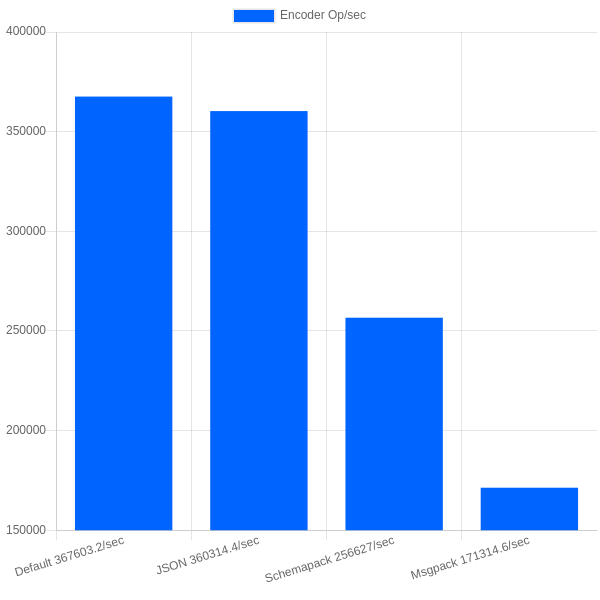 Encoder Op/sec
400000
350000
300000
250000
200000
150000
Default 367603.2/sec
JSON 360314.4/sec
Schemapack 256627/sec
Msgpack 171314.6/sec